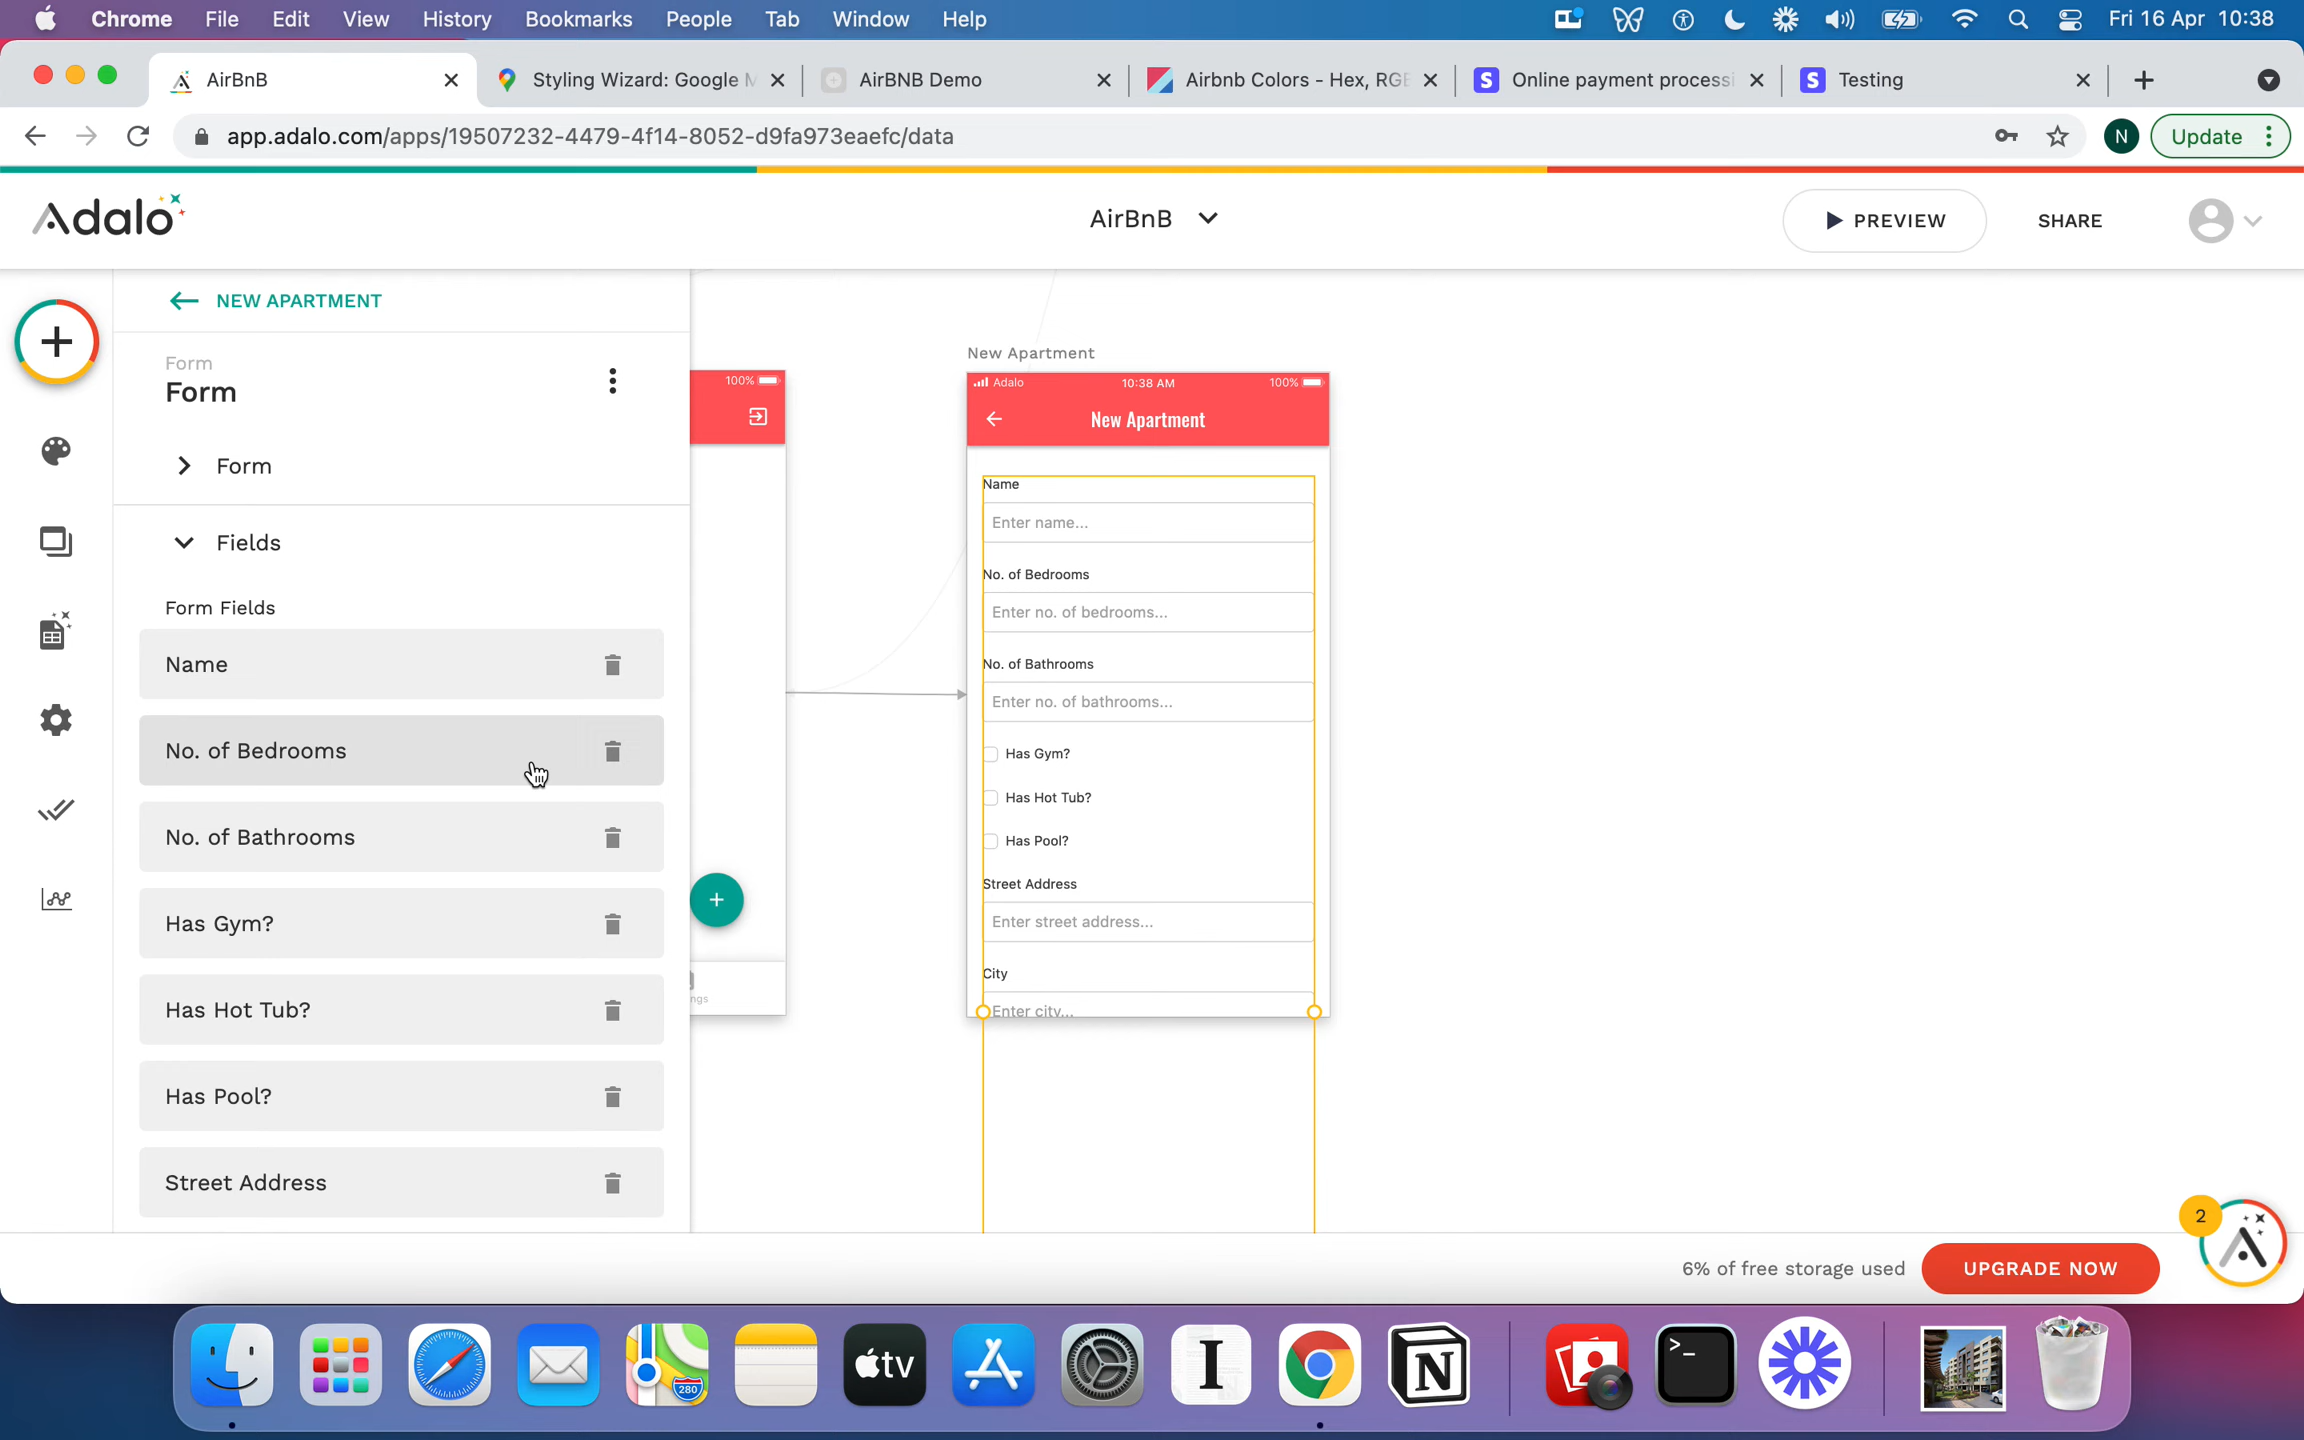 Chrome File Edit View History Bookmarks People Tab Window Help Fri 16 Apr 10:38
AirBnB Styling Wizard: Google M AirBNB Demo Airbnb Colors - Hex, RGB Online payment processi Testing
app.adalo.com/apps/19507232-4479-4f14-8052-d9fa973eaefc/data N Update
Adalo AirBnB PREVIEW SHARE
NEW APARTMENT
Form
Form
Form
Fields
Form Fields
Name
No. of Bedrooms
No. of Bathrooms
Has Gym?
Has Hot Tub?
Has Pool?
Street Address
100%
ngs
New Apartment
Adalo 10:38 AM 100%
New Apartment
Name
Enter name...
No. of Bedrooms
Enter no. of bedrooms...
No. of Bathrooms
Enter no. of bathrooms...
Has Gym?
Has Hot Tub?
Has Pool?
Street Address
Enter street address...
City
Enter city...
2
6% of free storage used UPGRADE NOW
280
tv